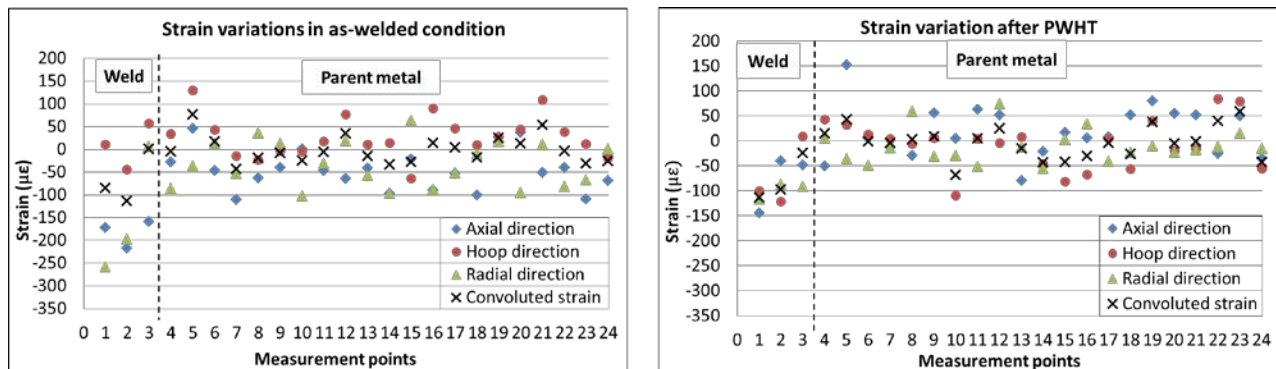 Strain variations in as-welded condition
200
150
100
50
0
-50
-100
-150
-200
-250
-300
-350
Strain (με)
Weld
Parent metal
Axial direction
Hoop direction
Radial direction
Convoluted strain
0 1 2 3 4 5 6 7 8 9 10 11 12 13 14 15 16 17 18 19 20 21 22 23 24
Measurement points
Strain variation after PWHT
200
150
100
50
0
-50
-100
-150
-200
-250
-300
-350
Strain (με)
Weld
Parent metal
Axial direction
Hoop direction
Radial direction
Convoluted strain
0 1 2 3 4 5 6 7 8 9 10 11 12 13 14 15 16 17 18 19 20 21 22 23 24
Measurement points